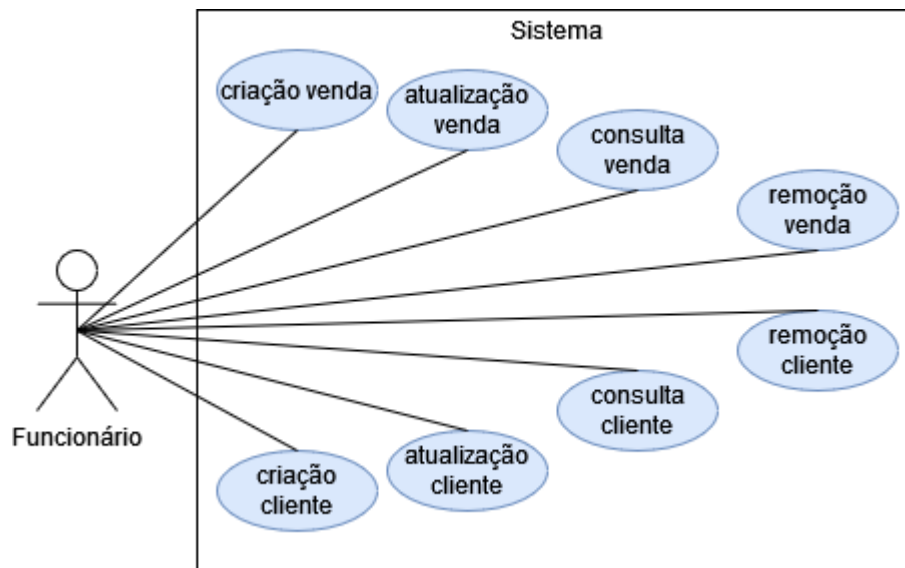 Sistema
criação venda
atualização
venda
consulta
venda
remoção
venda
remoção
cliente
consulta
cliente
Funcionário
atualização
cliente
criação
cliente